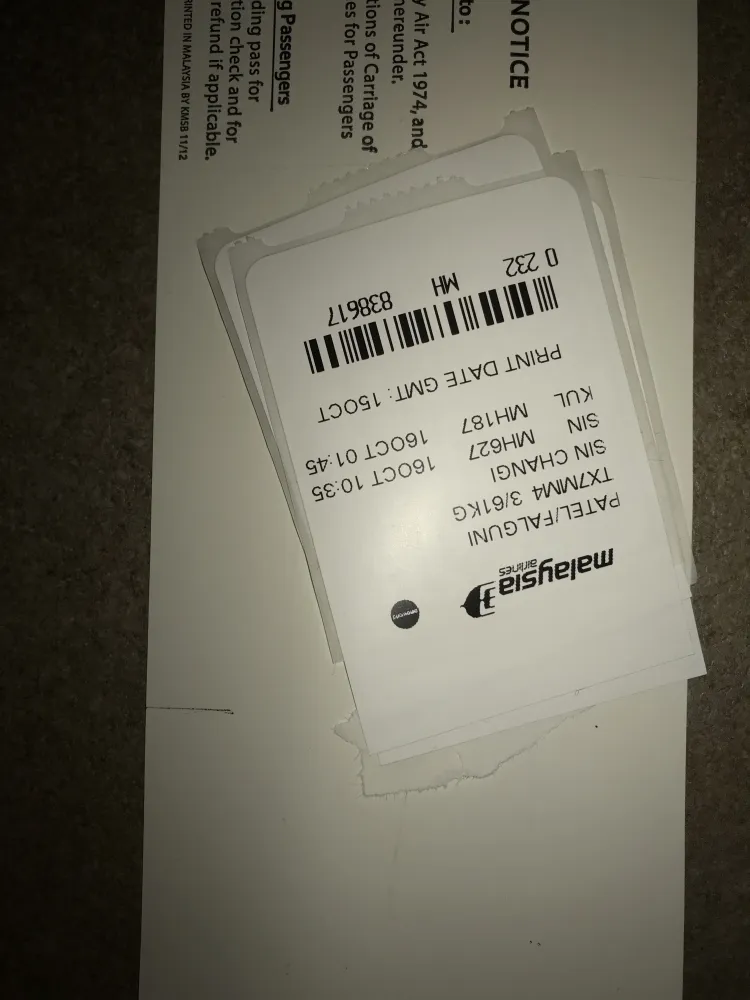 NOTICE
to :
y Air Act 1974, and
hereunder.
tions of Carriage of
es for Passengers
g Passengers
ding pass for
tion check and for
refund if applicable.
RINTED IN MALAYSIA BY KMSB 11/12
malaysia
airlines
oneworld
PATEL/FALGUNI
TX7MM4 3/61KG
SIN CHANGI
SIN MH627 16OCT 10:35
KUL MH187 16OCT 01:45
PRINT DATE GMT: 15OCT
0 232 MH 838617